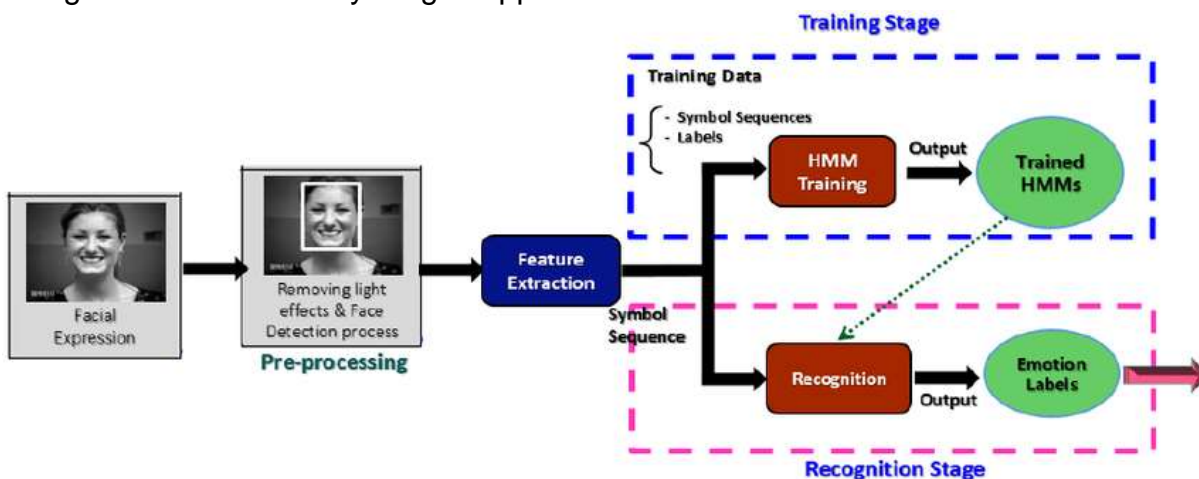 Training Stage
Training Data
- Symbol Sequences
- Labels
HMM
Training
Output
Trained
HMMs
Facial
Expression
Removing light
effects & Face
Detection process
Pre-processing
Feature
Extraction
Symbol
Sequence
Recognition
Output
Emotion
Labels
Recognition Stage